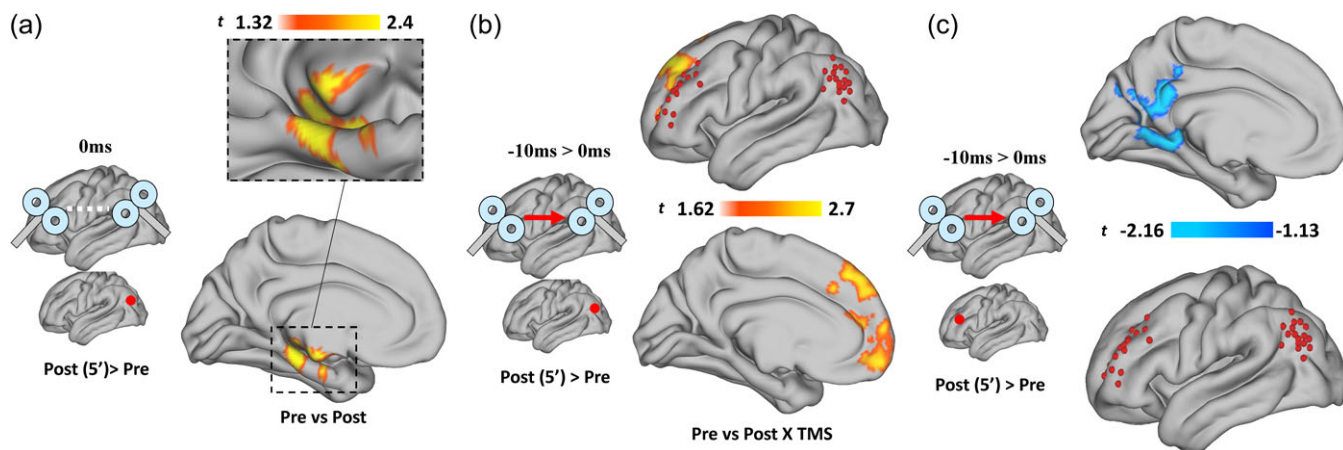 (a)
t 1.32 2.4
0ms
Post (5')> Pre
Pre vs Post
(b)
-10ms > 0ms
t 1.62 2.7
Post (5') > Pre
Pre vs Post X TMS
(c)
-10ms > 0ms
t -2.16 -1.13
Post (5') > Pre